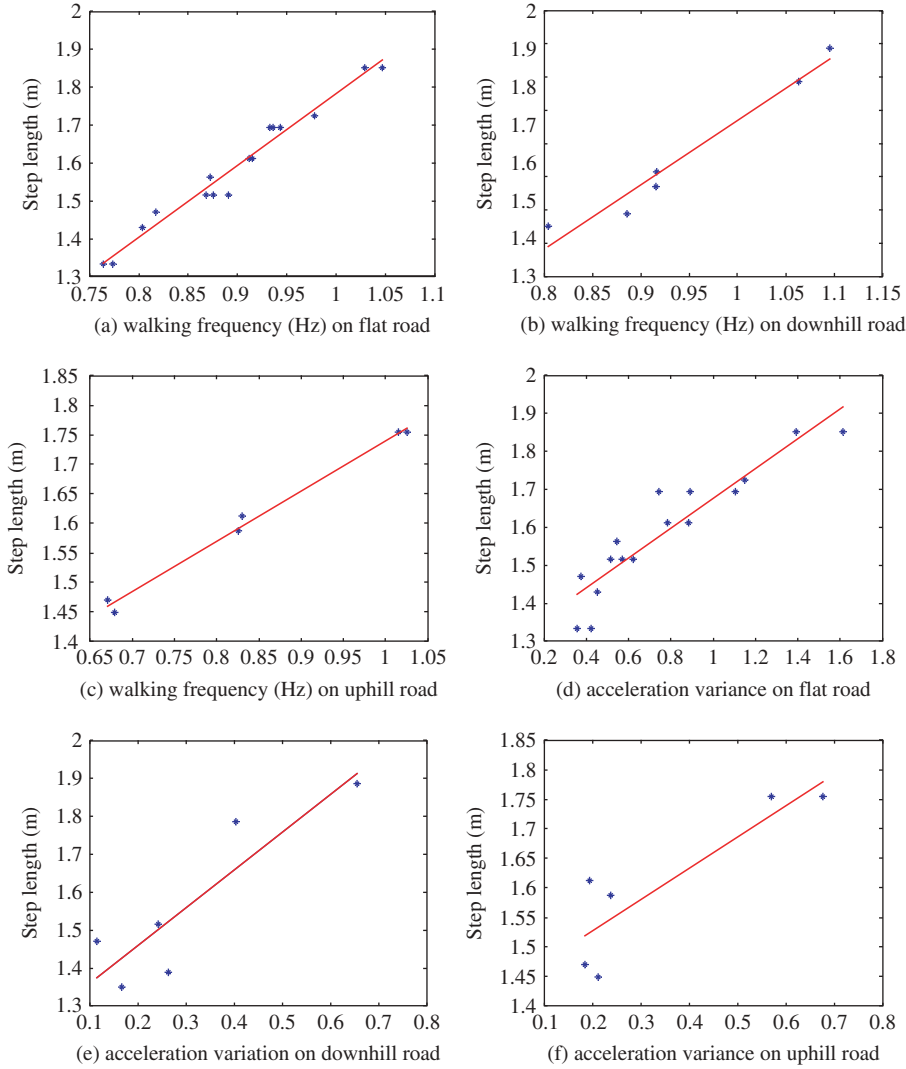 2
1.9
1.8
1.7
1.6
1.5
1.4
1.3
Step length (m)
0.75 0.8 0.85 0.9 0.95 1 1.05 1.1
(a) walking frequency (Hz) on flat road
2
1.9
1.8
1.7
1.6
1.5
1.4
1.3
Step length (m)
0.8 0.85 0.9 0.95 1 1.05 1.1 1.15
(b) walking frequency (Hz) on downhill road
1.85
1.8
1.75
1.7
1.65
1.6
1.55
1.5
1.45
1.4
Step length (m)
0.65 0.7 0.75 0.8 0.85 0.9 0.95 1 1.05
(c) walking frequency (Hz) on uphill road
2
1.9
1.8
1.7
1.6
1.5
1.4
1.3
Step length (m)
0.2 0.4 0.6 0.8 1 1.2 1.4 1.6 1.8
(d) acceleration variance on flat road
2
1.9
1.8
1.7
1.6
1.5
1.4
1.3
Step length (m)
0.1 0.2 0.3 0.4 0.5 0.6 0.7 0.8
(e) acceleration variation on downhill road
1.85
1.8
1.75
1.7
1.65
1.6
1.55
1.5
1.45
1.4
Step length (m)
0.1 0.2 0.3 0.4 0.5 0.6 0.7 0.8
(f) acceleration variance on uphill road